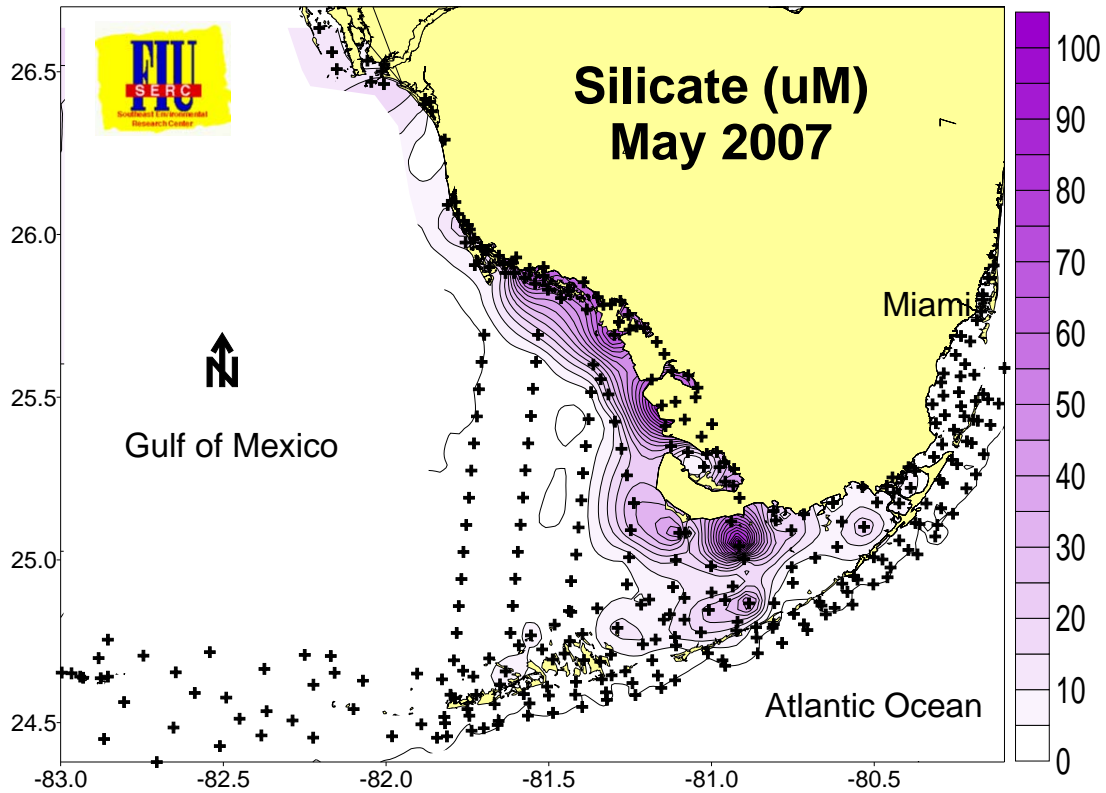 FIU
SERC
Southeast Environmental
Research Center
Silicate (uM)
May 2007
Miami
N
Gulf of Mexico
Atlantic Ocean
26.5
26.0
25.5
25.0
24.5
-83.0
-82.5
-82.0
-81.5
-81.0
-80.5
100
90
80
70
60
50
40
30
20
10
0